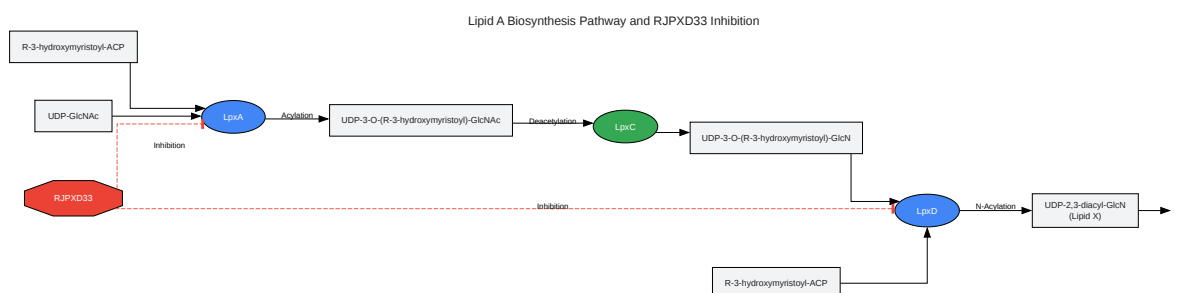 Lipid A Biosynthesis Pathway and RJPXD33 Inhibition
R-3-hydroxymyristoyl-ACP
UDP-GlcNAc
LpxA
Acylation
UDP-3-O-(R-3-hydroxymyristoyl)-GlcNAc
Deacetylation
LpxC
UDP-3-O-(R-3-hydroxymyristoyl)-GlcN
Inhibition
RJPXD33
Inhibition
LpxD
N-Acylation
UDP-2,3-diacyl-GlcN
(Lipid X)
R-3-hydroxymyristoyl-ACP